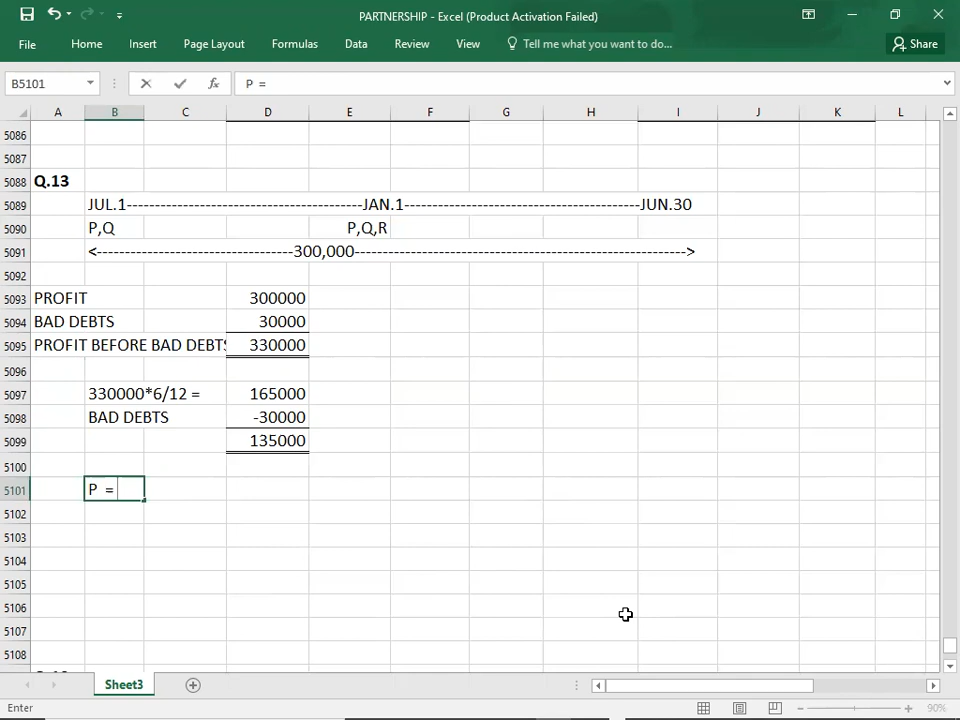 PARTNERSHIP - Excel (Product Activation Failed)
File Home Insert Page Layout Formulas Data Review View Tell me what you want to do... Share
B5101 fx P =
A B C D E F G H I J K L
5086
5087
5088 Q.13
5089 JUL.1------------------------------------------JAN.1------------------------------------------JUN.30
5090 P,Q P,Q,R
5091 <------------------------------------300,000------------------------------------------------------------>
5092
5093 PROFIT 300000
5094 BAD DEBTS 30000
5095 PROFIT BEFORE BAD DEBTS 330000
5096
5097 330000*6/12 = 165000
5098 BAD DEBTS -30000
5099 135000
5100
5101 P =
5102
5103
5104
5105
5106
5107
5108
Sheet3
Enter 90%